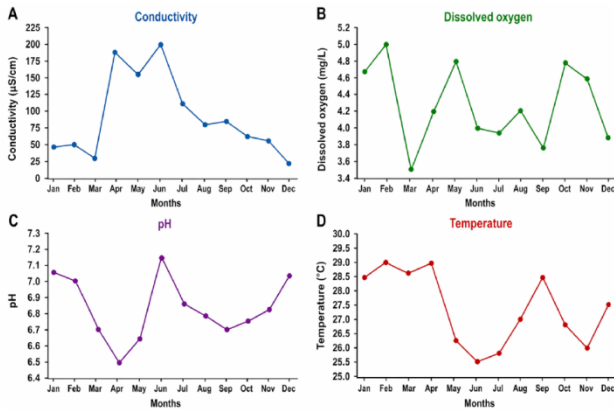 A
Conductivity
Conductivity (µS/cm)
225
200
175
150
125
100
75
50
25
0
Jan Feb Mar Apr May Jun Jul Aug Sep Oct Nov Dec
Months
B
Dissolved oxygen
Dissolved oxygen (mg/L)
5.2
5.0
4.8
4.6
4.4
4.2
4.0
3.8
3.6
3.4
Jan Feb Mar Apr May Jun Jul Aug Sep Oct Nov Dec
Months
C
pH
pH
7.3
7.2
7.1
7.0
6.9
6.8
6.7
6.6
6.5
6.4
Jan Feb Mar Apr May Jun Jul Aug Sep Oct Nov Dec
Months
D
Temperature
Temperature (°C)
30.0
29.5
29.0
28.5
28.0
27.5
27.0
26.5
26.0
25.5
25.0
Jan Feb Mar Apr May Jun Jul Aug Sep Oct Nov Dec
Months